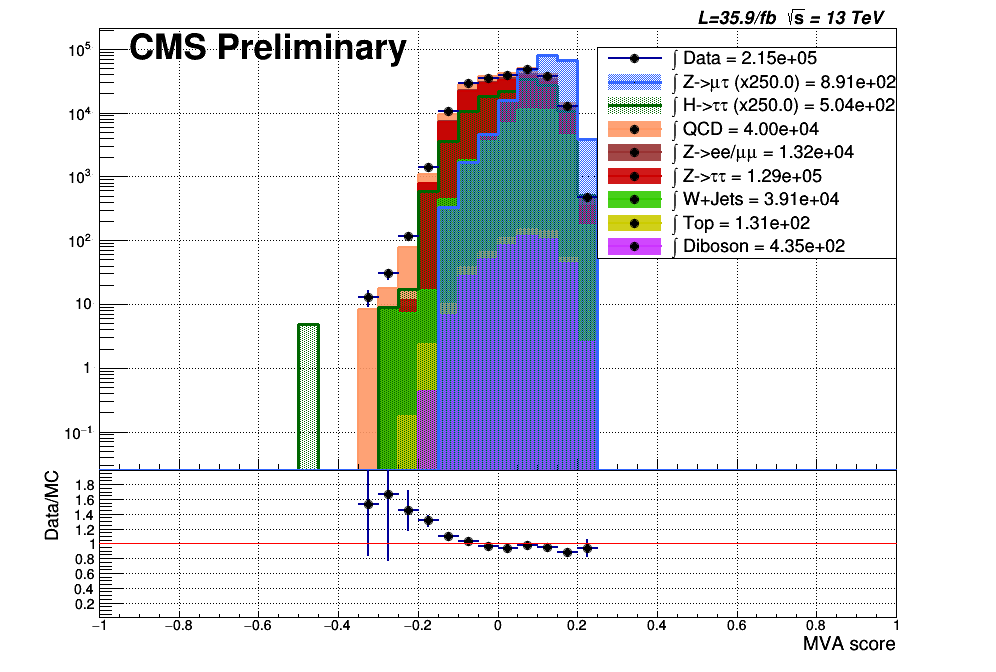 L=35.9/fb √s = 13 TeV
CMS Preliminary
∫ Data = 2.15e+05
∫ Z->μτ (x250.0) = 8.91e+02
∫ H->ττ (x250.0) = 5.04e+02
∫ QCD = 4.00e+04
∫ Z->ee/μμ = 1.32e+04
∫ Z->ττ = 1.29e+05
∫ W+Jets = 3.91e+04
∫ Top = 1.31e+02
∫ Diboson = 4.35e+02
10⁵
10⁴
10³
10²
10
1
10⁻¹
Data/MC
1.8
1.6
1.4
1.2
1
0.8
0.6
0.4
0.2
−1 −0.8 −0.6 −0.4 −0.2 0 0.2 0.4 0.6 0.8 1
MVA score